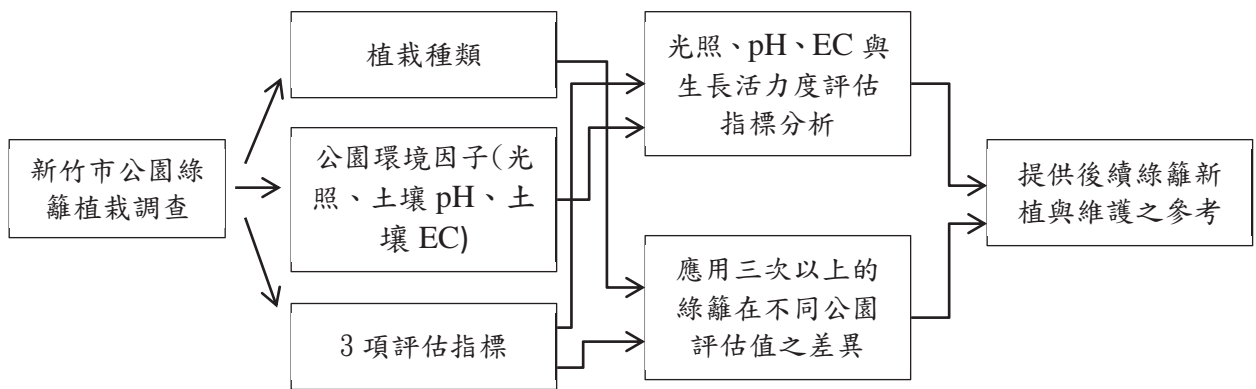 新竹市公園綠
籬植栽調查
植栽種類
公園環境因子(光
照、土壤 pH、土
壤 EC)
3 項評估指標
光照、pH、EC 與
生長活力度評估
指標分析
應用三次以上的
綠籬在不同公園
評估值之差異
提供後續綠籬新
植與維護之參考